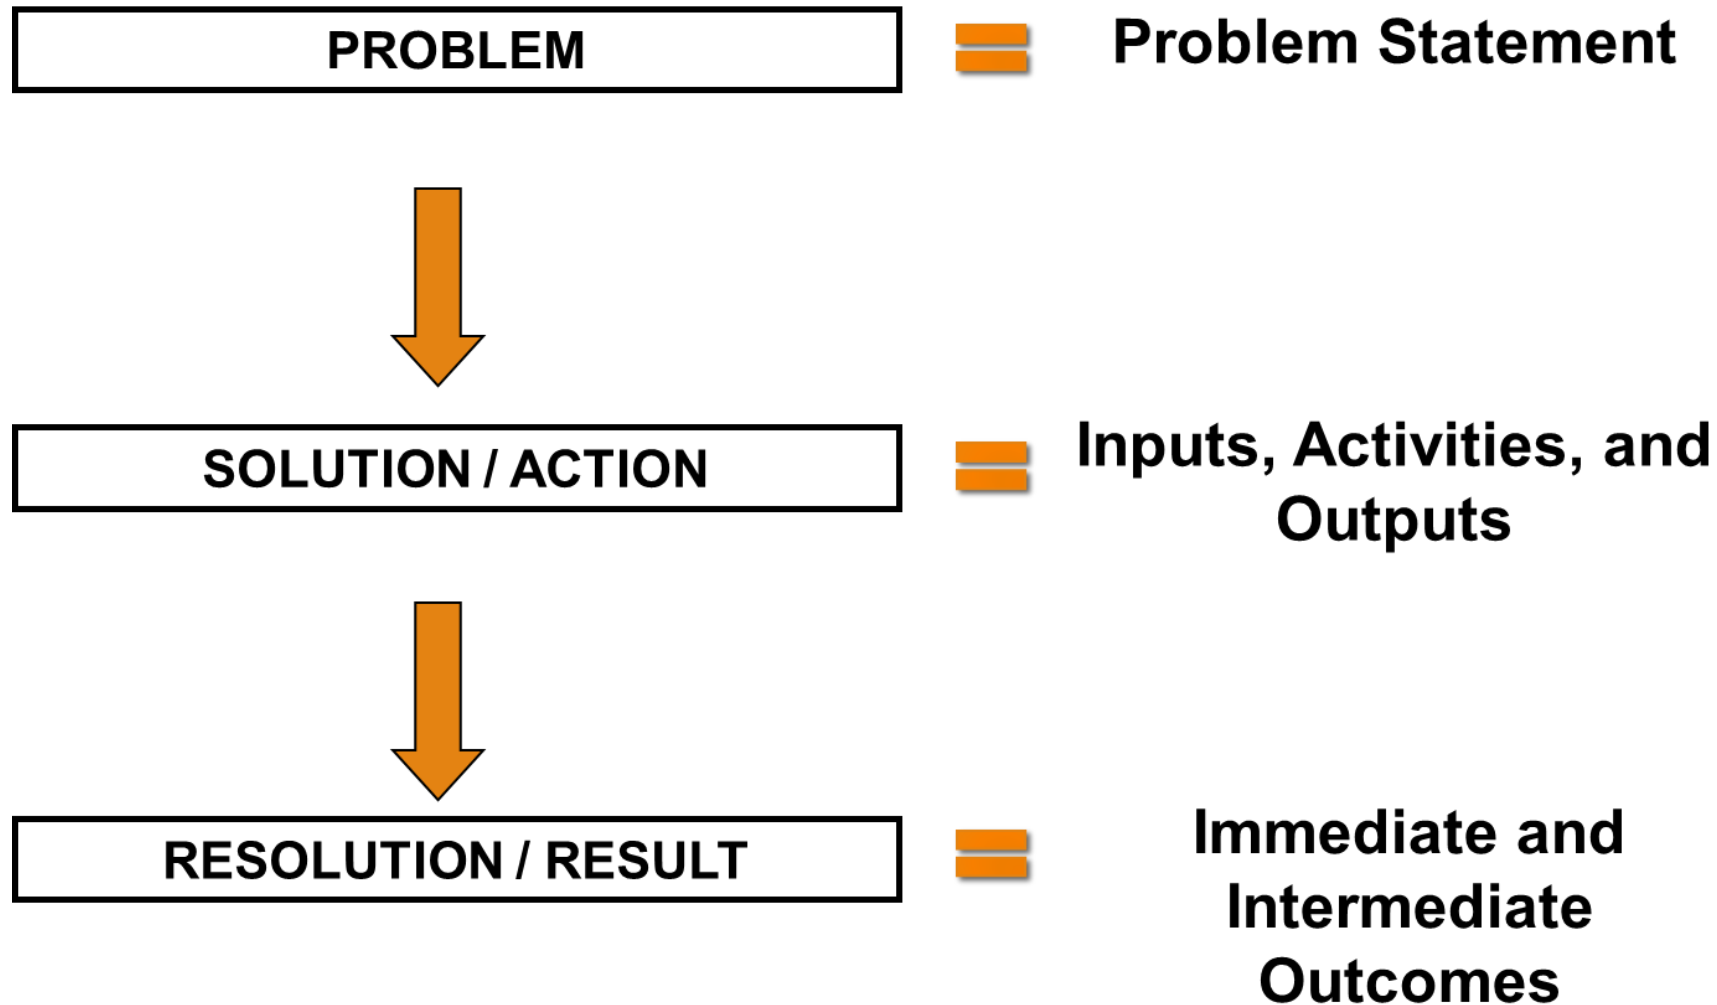 PROBLEM
Problem Statement
SOLUTION / ACTION
Inputs, Activities, and
Outputs
RESOLUTION / RESULT
Immediate and
Intermediate
Outcomes